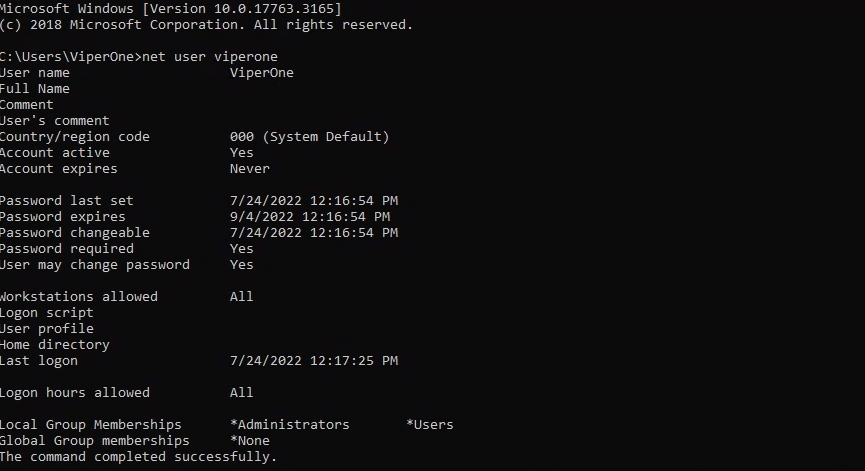 Microsoft Windows [Version 10.0.17763.3165]
(c) 2018 Microsoft Corporation. All rights reserved.
C:\Users\ViperOne>net user viperone
User name ViperOne
Full Name
Comment
User's comment
Country/region code 000 (System Default)
Account active Yes
Account expires Never
Password last set 7/24/2022 12:16:54 PM
Password expires 9/4/2022 12:16:54 PM
Password changeable 7/24/2022 12:16:54 PM
Password required Yes
User may change password Yes
Workstations allowed All
Logon script
User profile
Home directory
Last logon 7/24/2022 12:17:25 PM
Logon hours allowed All
Local Group Memberships *Administrators *Users
Global Group memberships *None
The command completed successfully.